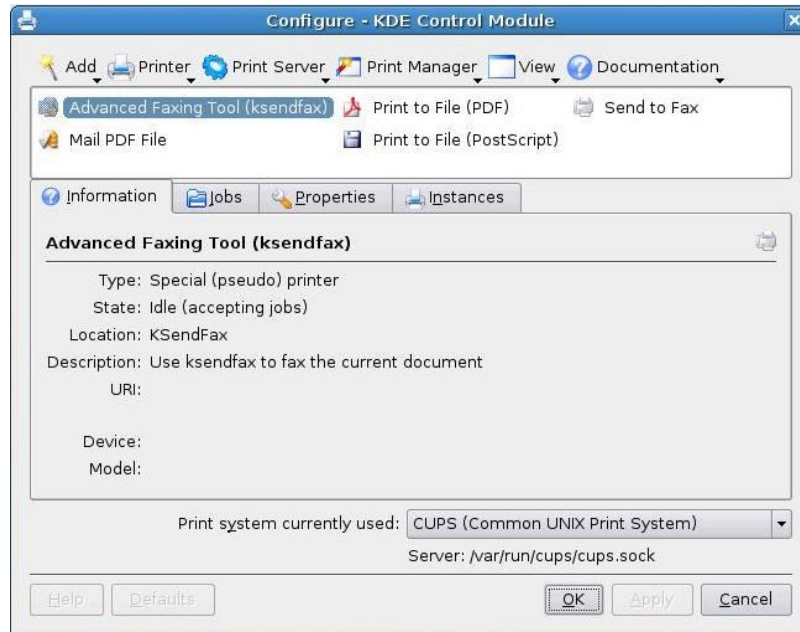 Configure - KDE Control Module
Add Printer Print Server Print Manager View Documentation
Advanced Faxing Tool (ksendfax) Print to File (PDF) Send to Fax
Mail PDF File Print to File (PostScript)
Information Jobs Properties Instances
Advanced Faxing Tool (ksendfax)
Type: Special (pseudo) printer
State: Idle (accepting jobs)
Location: KSendFax
Description: Use ksendfax to fax the current document
URI:
Device:
Model:
Print system currently used: CUPS (Common UNIX Print System)
Server: /var/run/cups/cups.sock
Help Defaults OK Apply Cancel